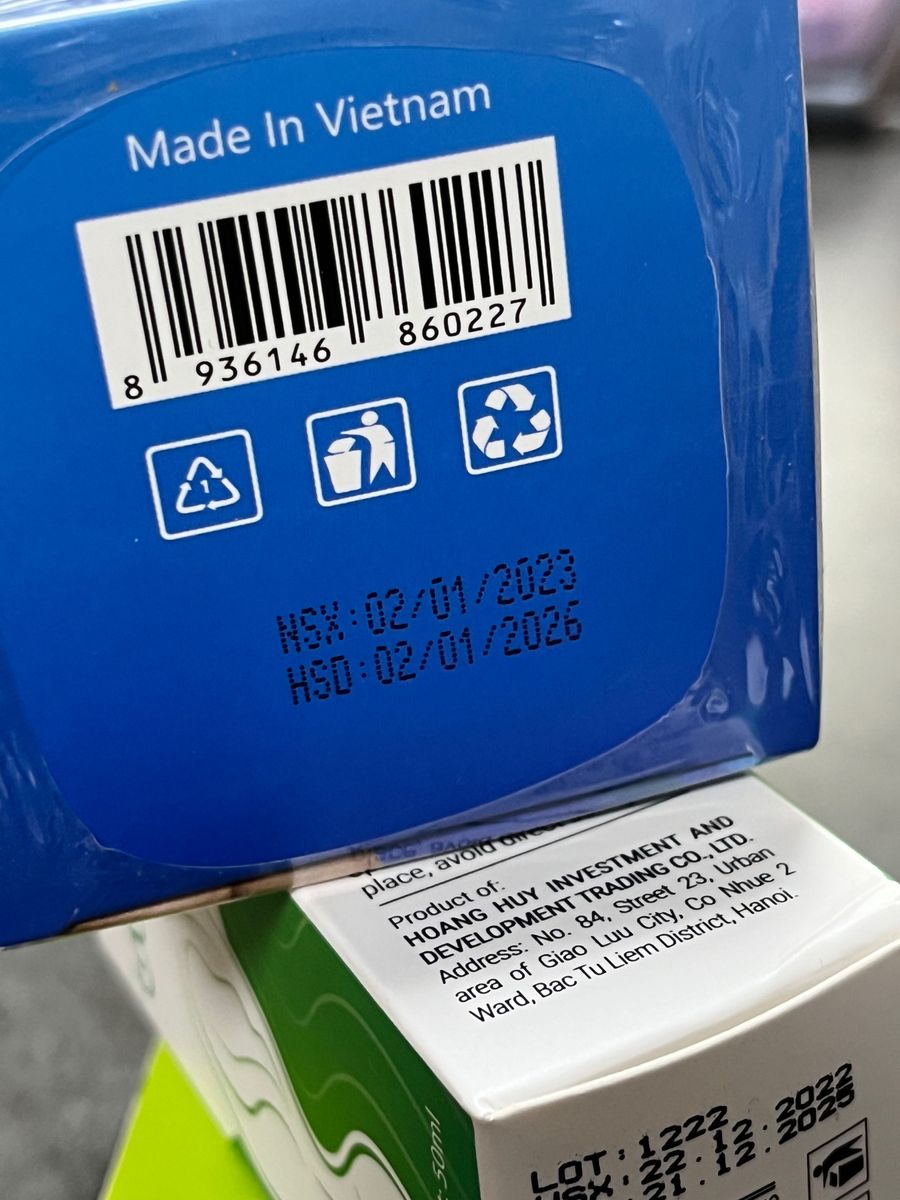 Made In Vietnam
8 936146 860227
1
NSX:02/01/2023
HSD:02/01/2026
place, avoid direct
Product of:
HOANG HUY INVESTMENT AND
DEVELOPMENT TRADING CO., LTD.
Address: No. 84, Street 23, Urban
area of Giao Luu City, Co Nhue 2
Ward, Bac Tu Liem District, Hanoi.
50ml
LOT:1222
NSX:22.12.2022
21.12.2025